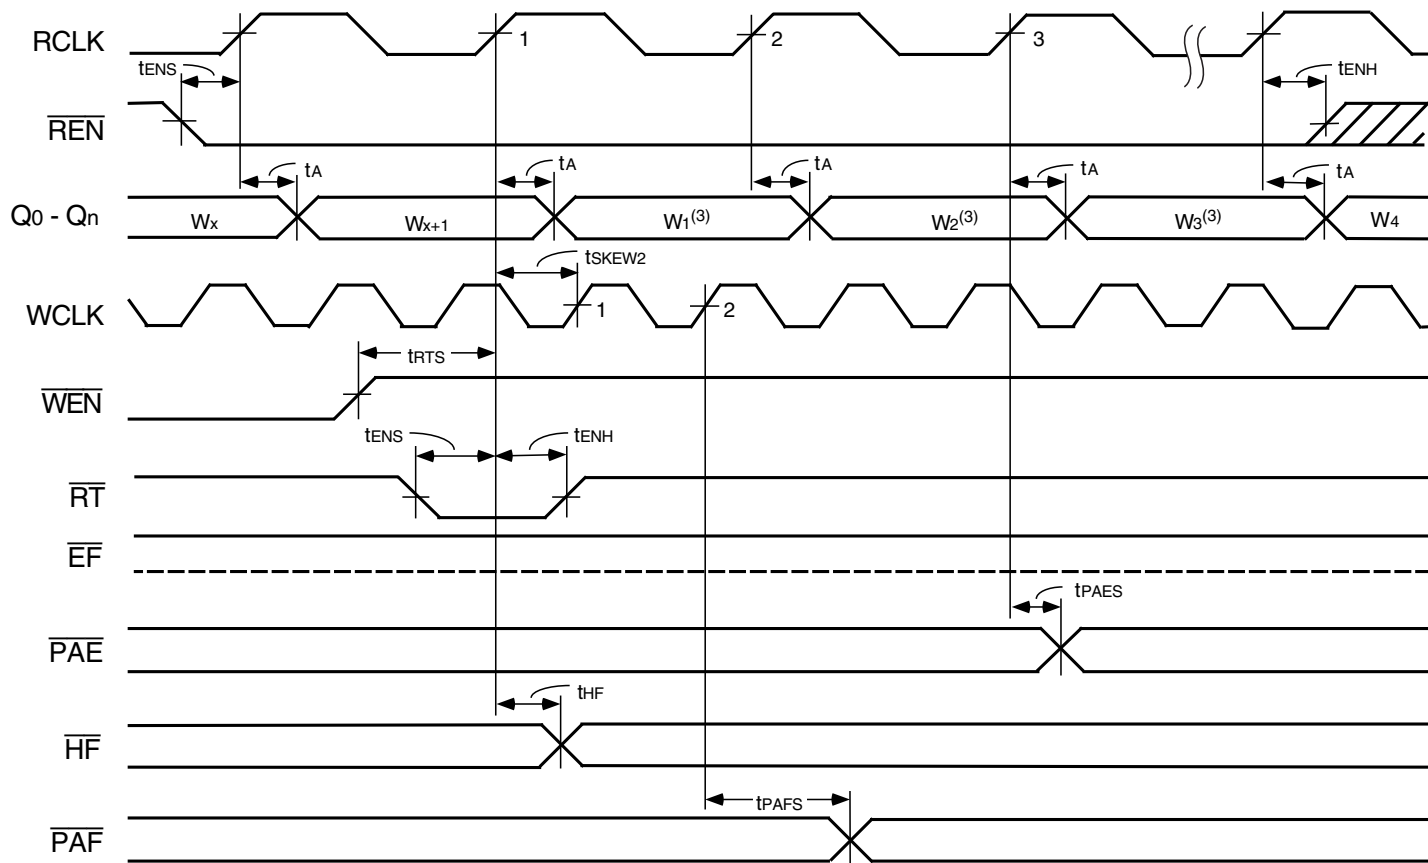 RCLK 1 2 3
tENS tENH
REN
tA tA tA tA tA
Q0 - Qn Wx Wx+1 W1(3) W2(3) W3(3) W4
tSKEW2
WCLK 1 2
tRTS
WEN
tENS tENH
RT
EF
tPAES
PAE
tHF
HF
tPAFS
PAF